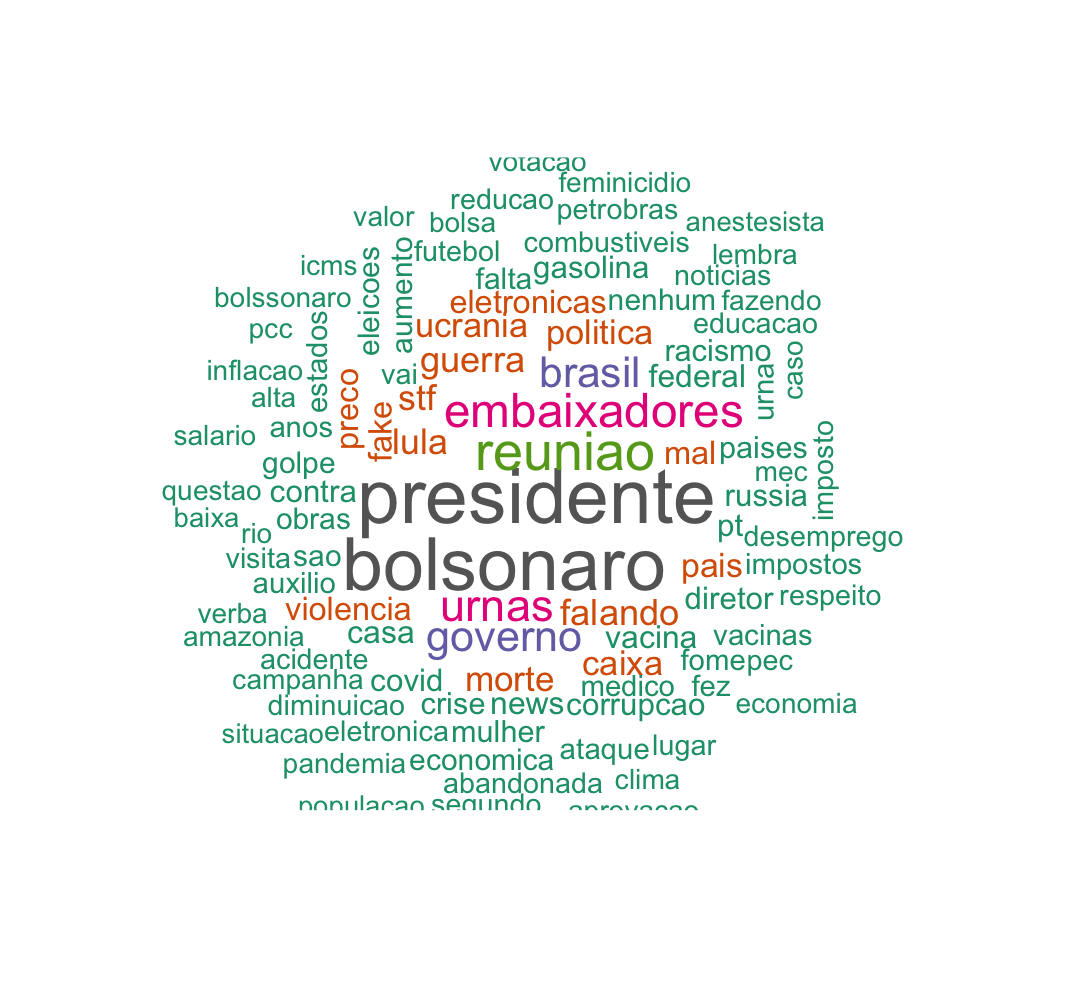 votacao
feminicidio
reducao petrobras
valor bolsa anestesista
futebol combustiveis lembra
icms eleicoes aumento falta gasolina noticias
bolssonaro eletronicas nenhum fazendo
pcc estados ucrania politica educacao
inflacao vai guerra brasil federal racismo urna caso
alta preco fake stf embaixadores
salario anos lula reuniao mal paises imposto
golpe mec
questao contra presidente russia
baixa rio obras pt desemprego
visita sao bolsonaro pais impostos
auxilio diretor respeito
verba violencia urnas falando
amazonia casa governo vacina vacinas
acidente caixa fomepec
campanha covid morte medico fez
diminuicao crise news corrupcao economia
situacao eletronica mulher
pandemia economica ataque lugar
abandonada clima
populacao segundo aprovacao